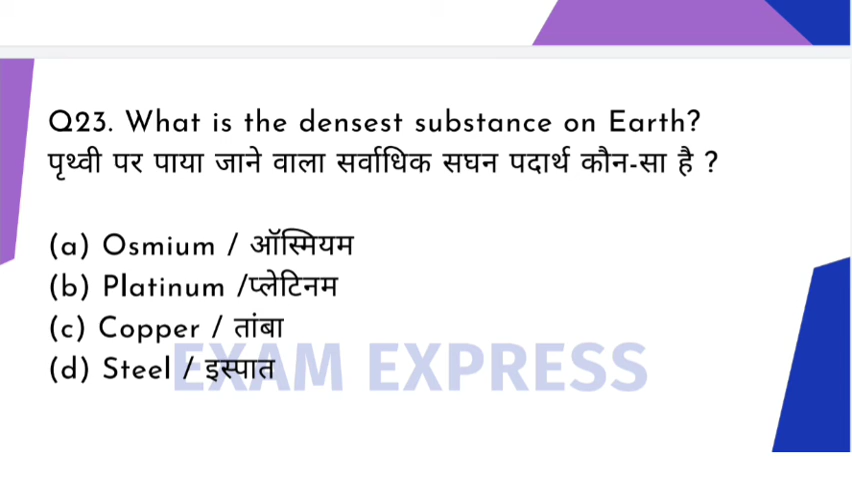 Q23. What is the densest substance on Earth?
पृथ्वी पर पाया जाने वाला सर्वाधिक सघन पदार्थ कौन-सा है ?
(a) Osmium / ऑस्मियम
(b) Platinum /प्लेटिनम
(c) Copper / तांबा
(d) Steel / इस्पात
EXAM EXPRESS